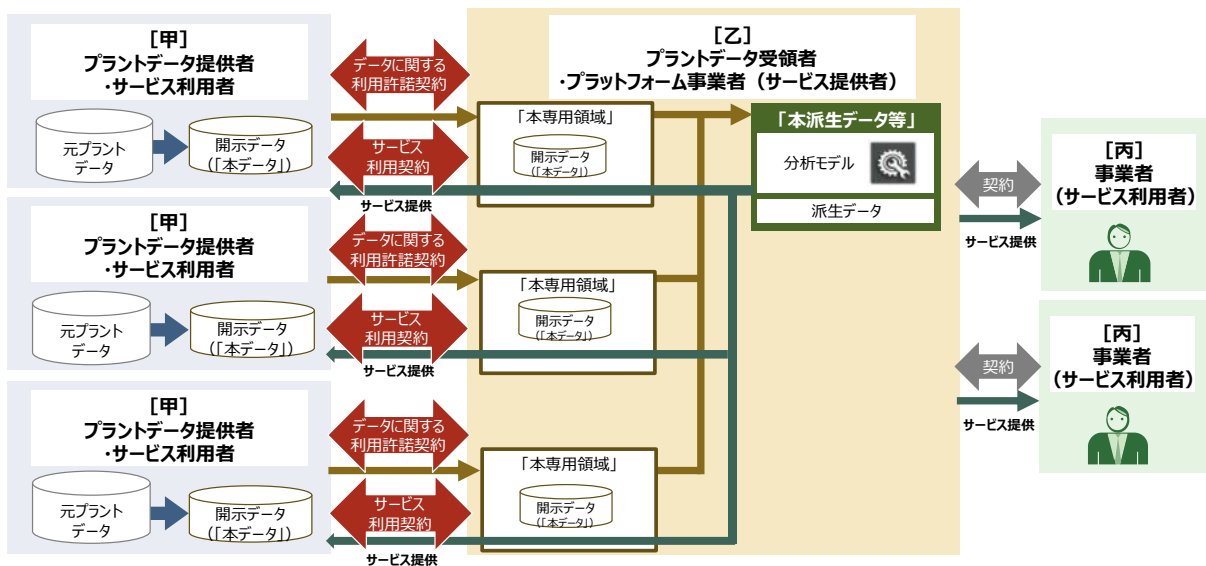 [甲]
プラントデータ提供者
・サービス利用者
元プラント
データ
開示データ
(「本データ」)
データに関する
利用許諾契約
サービス
利用契約
サービス提供
[甲]
プラントデータ提供者
・サービス利用者
元プラント
データ
開示データ
(「本データ」)
データに関する
利用許諾契約
サービス
利用契約
サービス提供
[甲]
プラントデータ提供者
・サービス利用者
元プラント
データ
開示データ
(「本データ」)
データに関する
利用許諾契約
サービス
利用契約
サービス提供
[乙]
プラントデータ受領者
・プラットフォーム事業者（サービス提供者）
「本専用領域」
開示データ
(「本データ」)
「本専用領域」
開示データ
(「本データ」)
「本専用領域」
開示データ
(「本データ」)
「本派生データ等」
分析モデル
派生データ
契約
サービス提供
[丙]
事業者
（サービス利用者）
契約
サービス提供
[丙]
事業者
（サービス利用者）